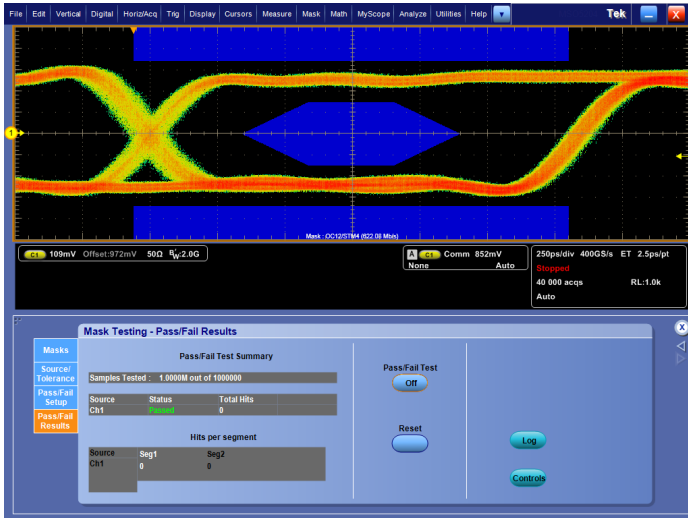 File Edit Vertical Digital Horiz/Acq Trig Display Cursors Measure Mask Math MyScope Analyze Utilities Help Tek X
1
Mask : OC12/STM4 (622.08 Mb/s)
C1 109mV Offset:972mV 50Ω BW:2.0G
A C1 Comm 852mV
None Auto
250ps/div 400GS/s ET 2.5ps/pt
Stopped
40 000 acqs RL:1.0k
Auto
Mask Testing - Pass/Fail Results
X
Masks
Source/
Tolerance
Pass/Fail
Setup
Pass/Fail
Results
Pass/Fail Test Summary
Samples Tested : 1.0000M out of 1000000
Source Status Total Hits
Ch1 Passed 0
Hits per segment
Source Seg1 Seg2
Ch1 0 0
Pass/Fail Test
Off
Reset
Log
Controls